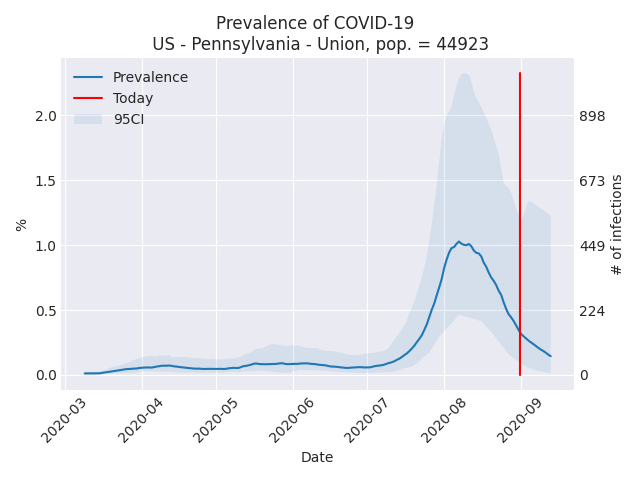 Prevalence of COVID-19
US - Pennsylvania - Union, pop. = 44923
Prevalence
Today
95CI
2.0
1.5
1.0
0.5
0.0
%
898
673
449
224
0
# of infections
2020-03
2020-04
2020-05
2020-06
2020-07
2020-08
2020-09
Date